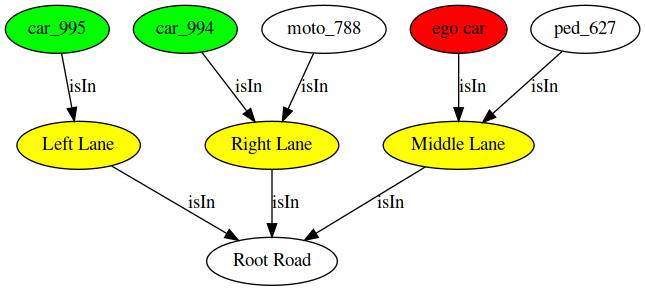 car_995
car_994
moto_788
ego car
ped_627
isIn
isIn
isIn
isIn
isIn
Left Lane
Right Lane
Middle Lane
isIn
isIn
isIn
Root Road